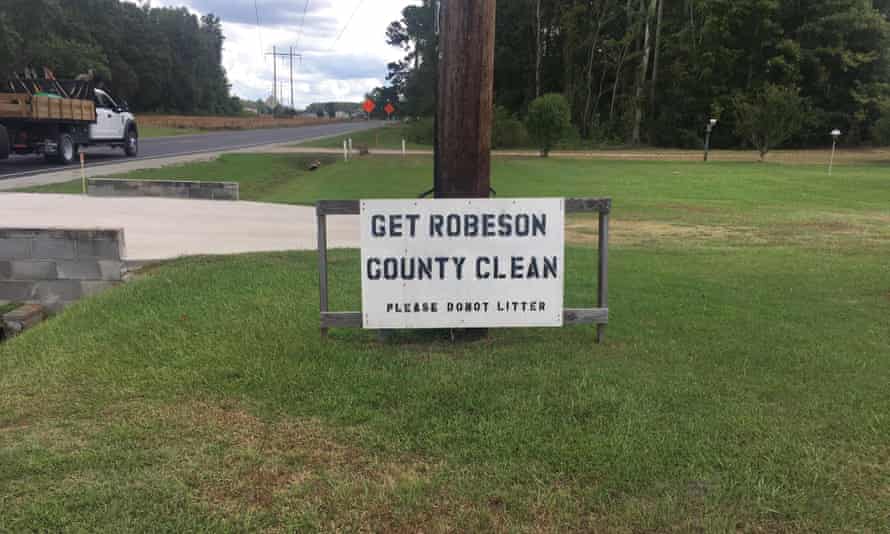 GET ROBESON
COUNTY CLEAN
PLEASE DONOT LITTER